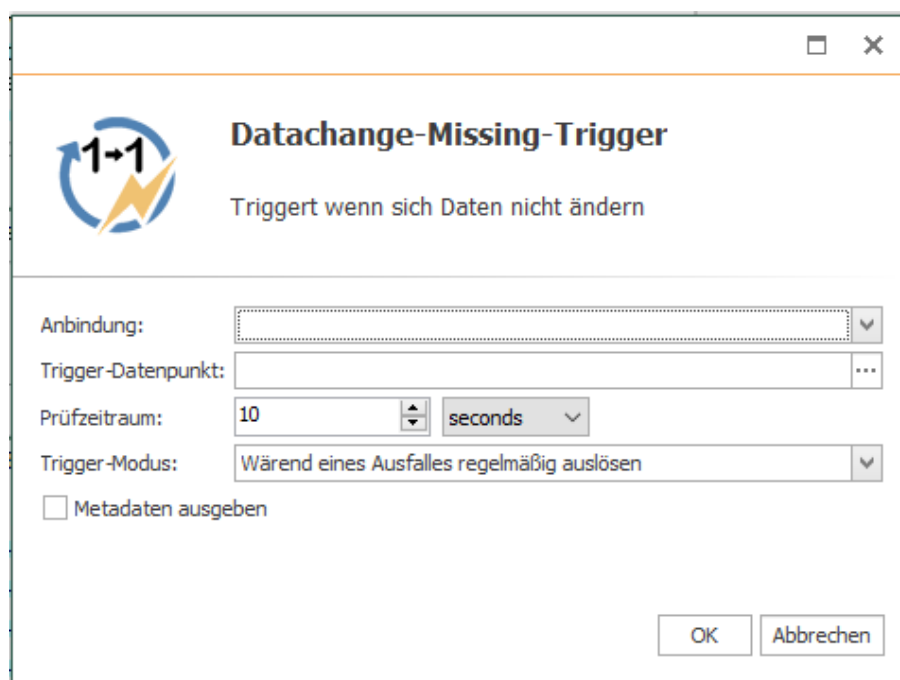 1→1
Datachange-Missing-Trigger
Triggert wenn sich Daten nicht ändern
Anbindung:
Trigger-Datenpunkt: ...
Prüfzeitraum: 10 seconds
Trigger-Modus: Wärend eines Ausfalles regelmäßig auslösen
Metadaten ausgeben
OK Abbrechen